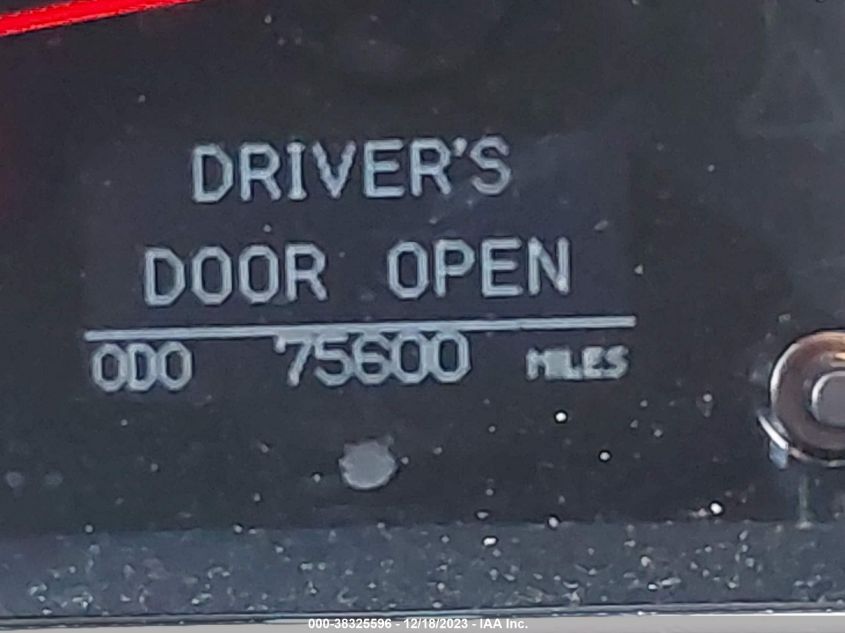 DRIVER'S
DOOR OPEN
ODO 75600 MILES
000-38325596 - 12/18/2023 - IAA Inc.